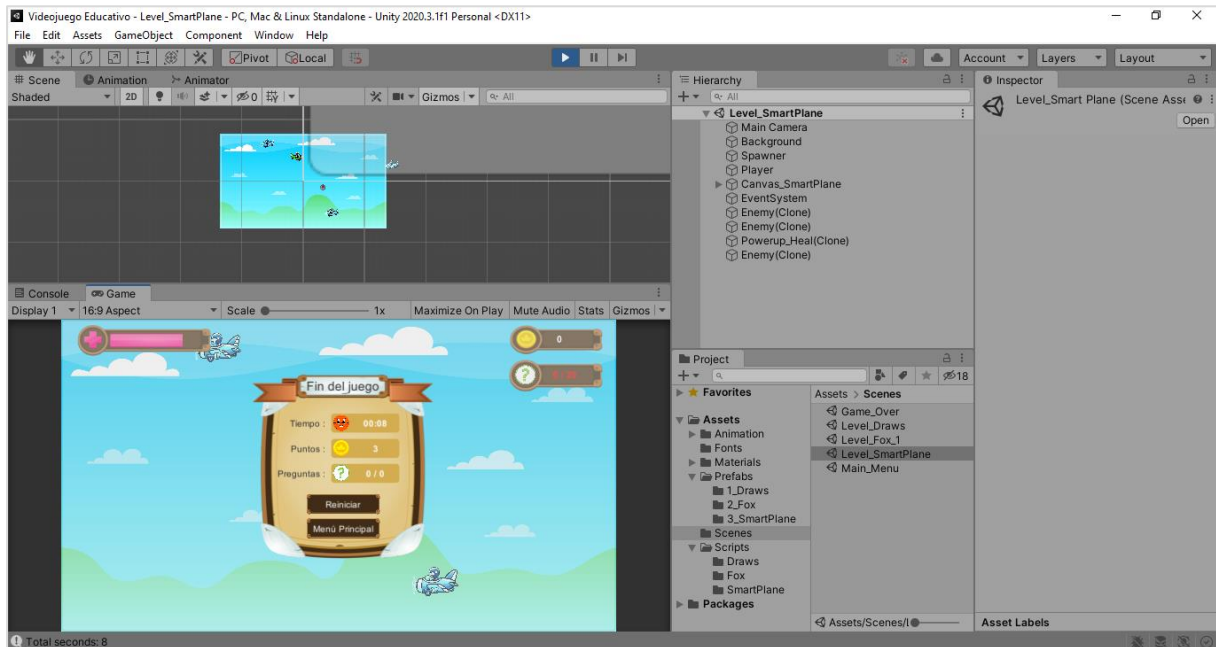 Videojuego Educativo - Level_SmartPlane - PC, Mac & Linux Standalone - Unity 2020.3.1f1 Personal <DX11>
File Edit Assets GameObject Component Window Help
Pivot Local Account Layers Layout
Scene Animation Animator
Shaded 2D 0 Gizmos All
Console Game
Display 1 16:9 Aspect Scale 1x Maximize On Play Mute Audio Stats Gizmos
0
Fin del juego
Tiempo : 00:08
Puntos : 3
Preguntas : 0 / 0
Reiniciar
Menú Principal
Total seconds: 8
Hierarchy
All
Level_SmartPlane
Main Camera
Background
Spawner
Player
Canvas_SmartPlane
EventSystem
Enemy(Clone)
Enemy(Clone)
Powerup_Heal(Clone)
Enemy(Clone)
Project
18
Favorites
Assets
Animation
Fonts
Materials
Prefabs
1_Draws
2_Fox
3_SmartPlane
Scenes
Scripts
Draws
Fox
SmartPlane
Packages
Assets > Scenes
Game_Over
Level_Draws
Level_Fox_1
Level_SmartPlane
Main_Menu
Assets/Scenes/L
Inspector
Level_Smart Plane (Scene Asse
Open
Asset Labels